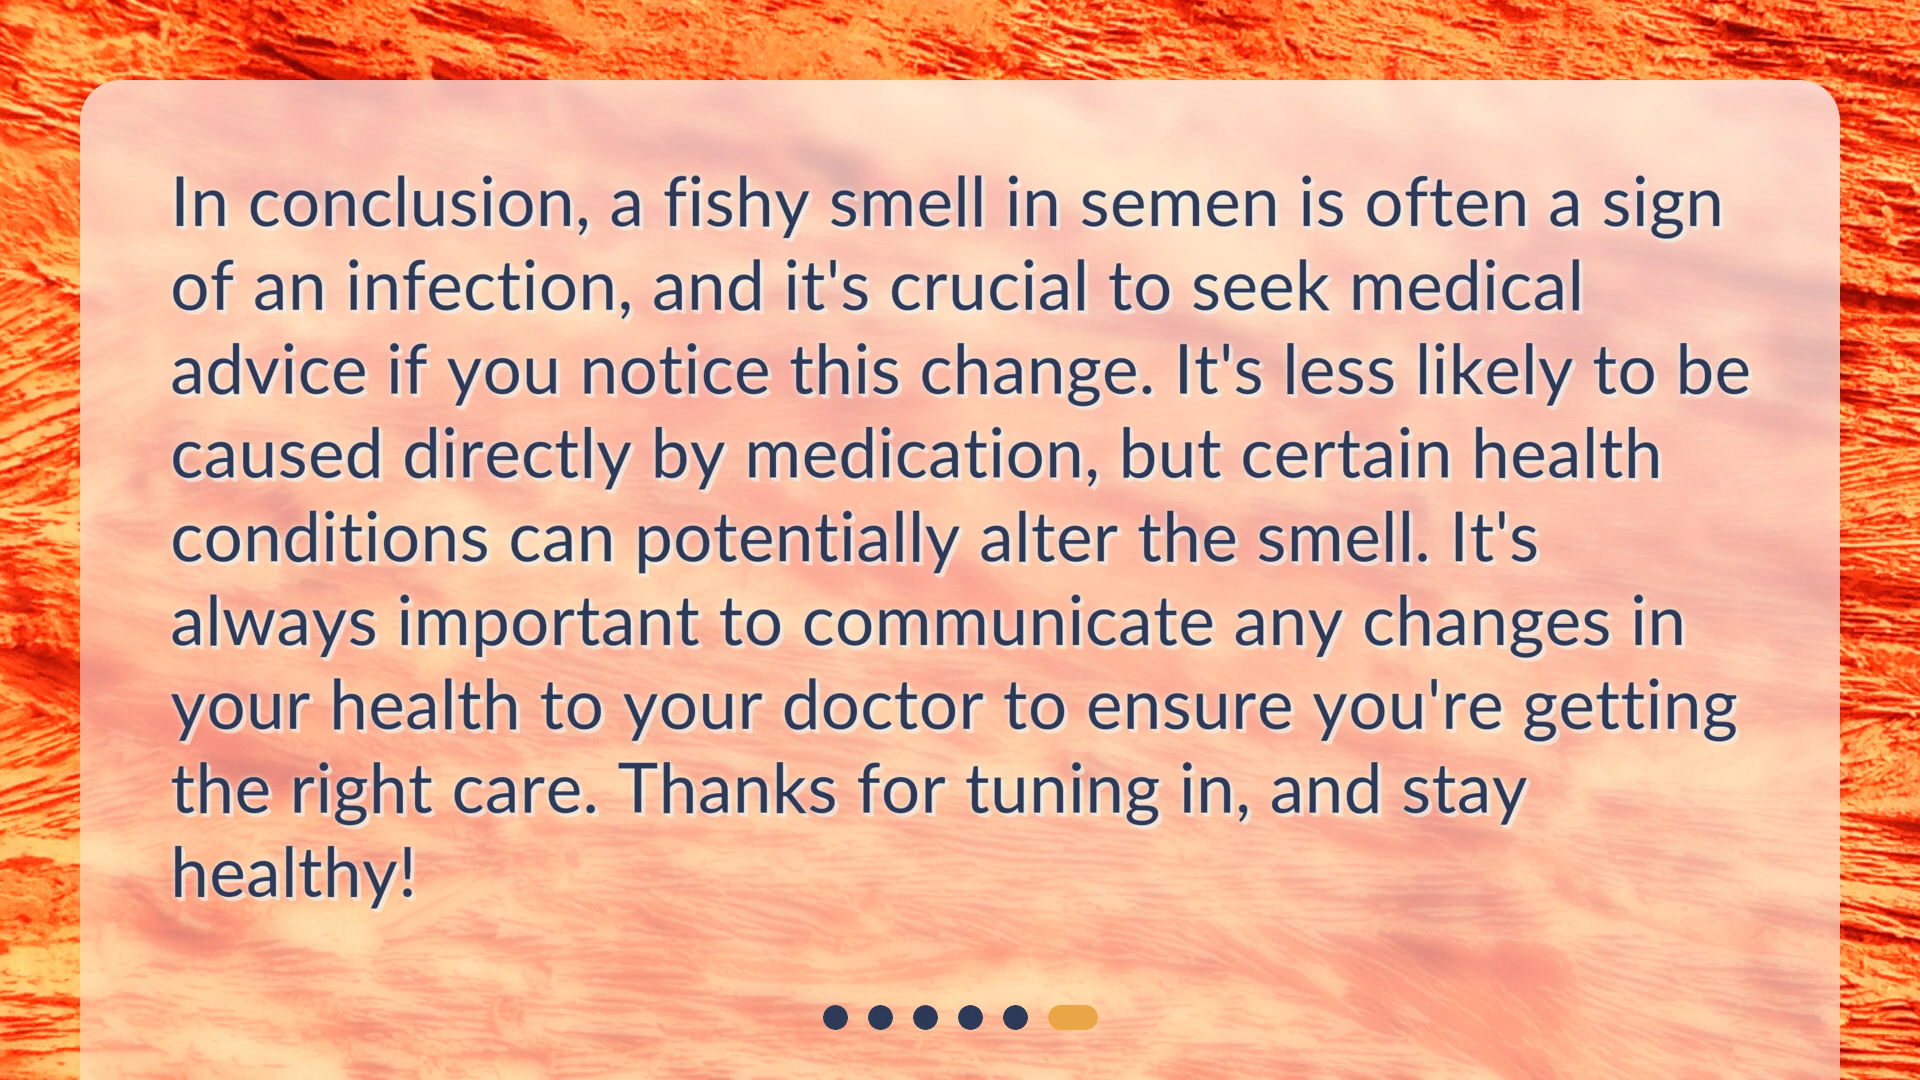 In conclusion, a fishy smell in semen is often a sign
of an infection, and it's crucial to seek medical
advice if you notice this change. It's less likely to be
caused directly by medication, but certain health
conditions can potentially alter the smell. It's
always important to communicate any changes in
your health to your doctor to ensure you're getting
the right care. Thanks for tuning in, and stay
healthy!